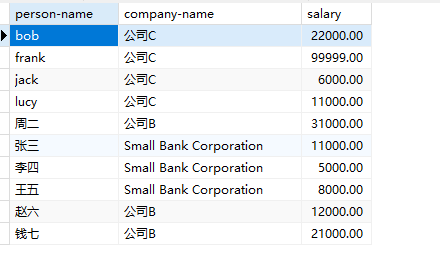 person-name company-name salary
bob 公司C 22000.00
frank 公司C 99999.00
jack 公司C 6000.00
lucy 公司C 11000.00
周二 公司B 31000.00
张三 Small Bank Corporation 11000.00
李四 Small Bank Corporation 5000.00
王五 Small Bank Corporation 8000.00
赵六 公司B 12000.00
钱七 公司B 21000.00